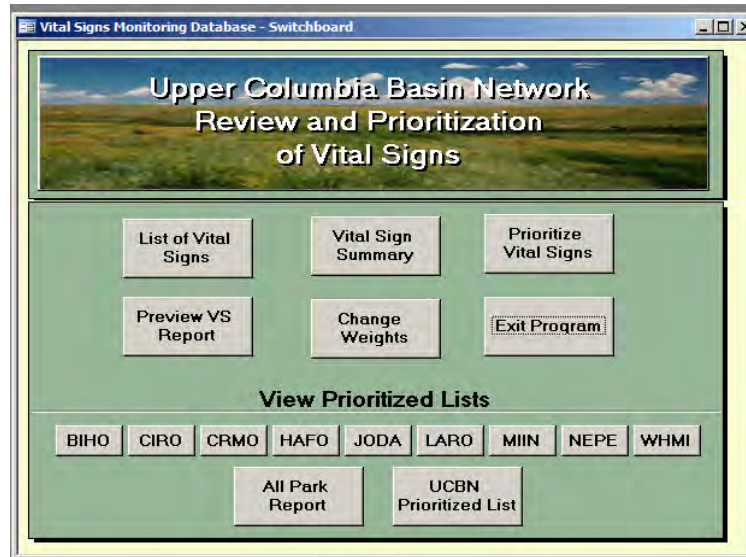 Vital Signs Monitoring Database - Switchboard
Upper Columbia Basin Network
Review and Prioritization
of Vital Signs
List of Vital
Signs
Vital Sign
Summary
Prioritize
Vital Signs
Preview VS
Report
Change
Weights
Exit Program
View Prioritized Lists
BIHO CIRO CRMO HAFO JODA LARO MIIN NEPE WHMI
All Park
Report
UCBN
Prioritized List